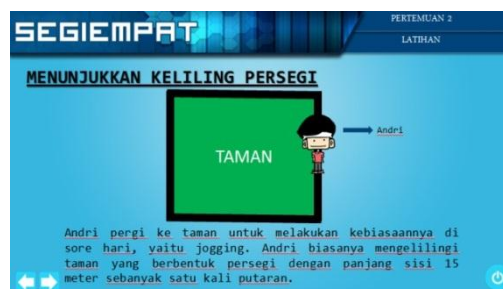 SEGIEMPAT
PERTEMUAN 2
LATIHAN
MENUNJUKKAN KELILING PERSEGI
Andri
TAMAN
Andri pergi ke taman untuk melakukan kebiasaannya di
sore hari, yaitu jogging. Andri biasanya mengelilingi
taman yang berbentuk persegi dengan panjang sisi 15
meter sebanyak satu kali putaran.